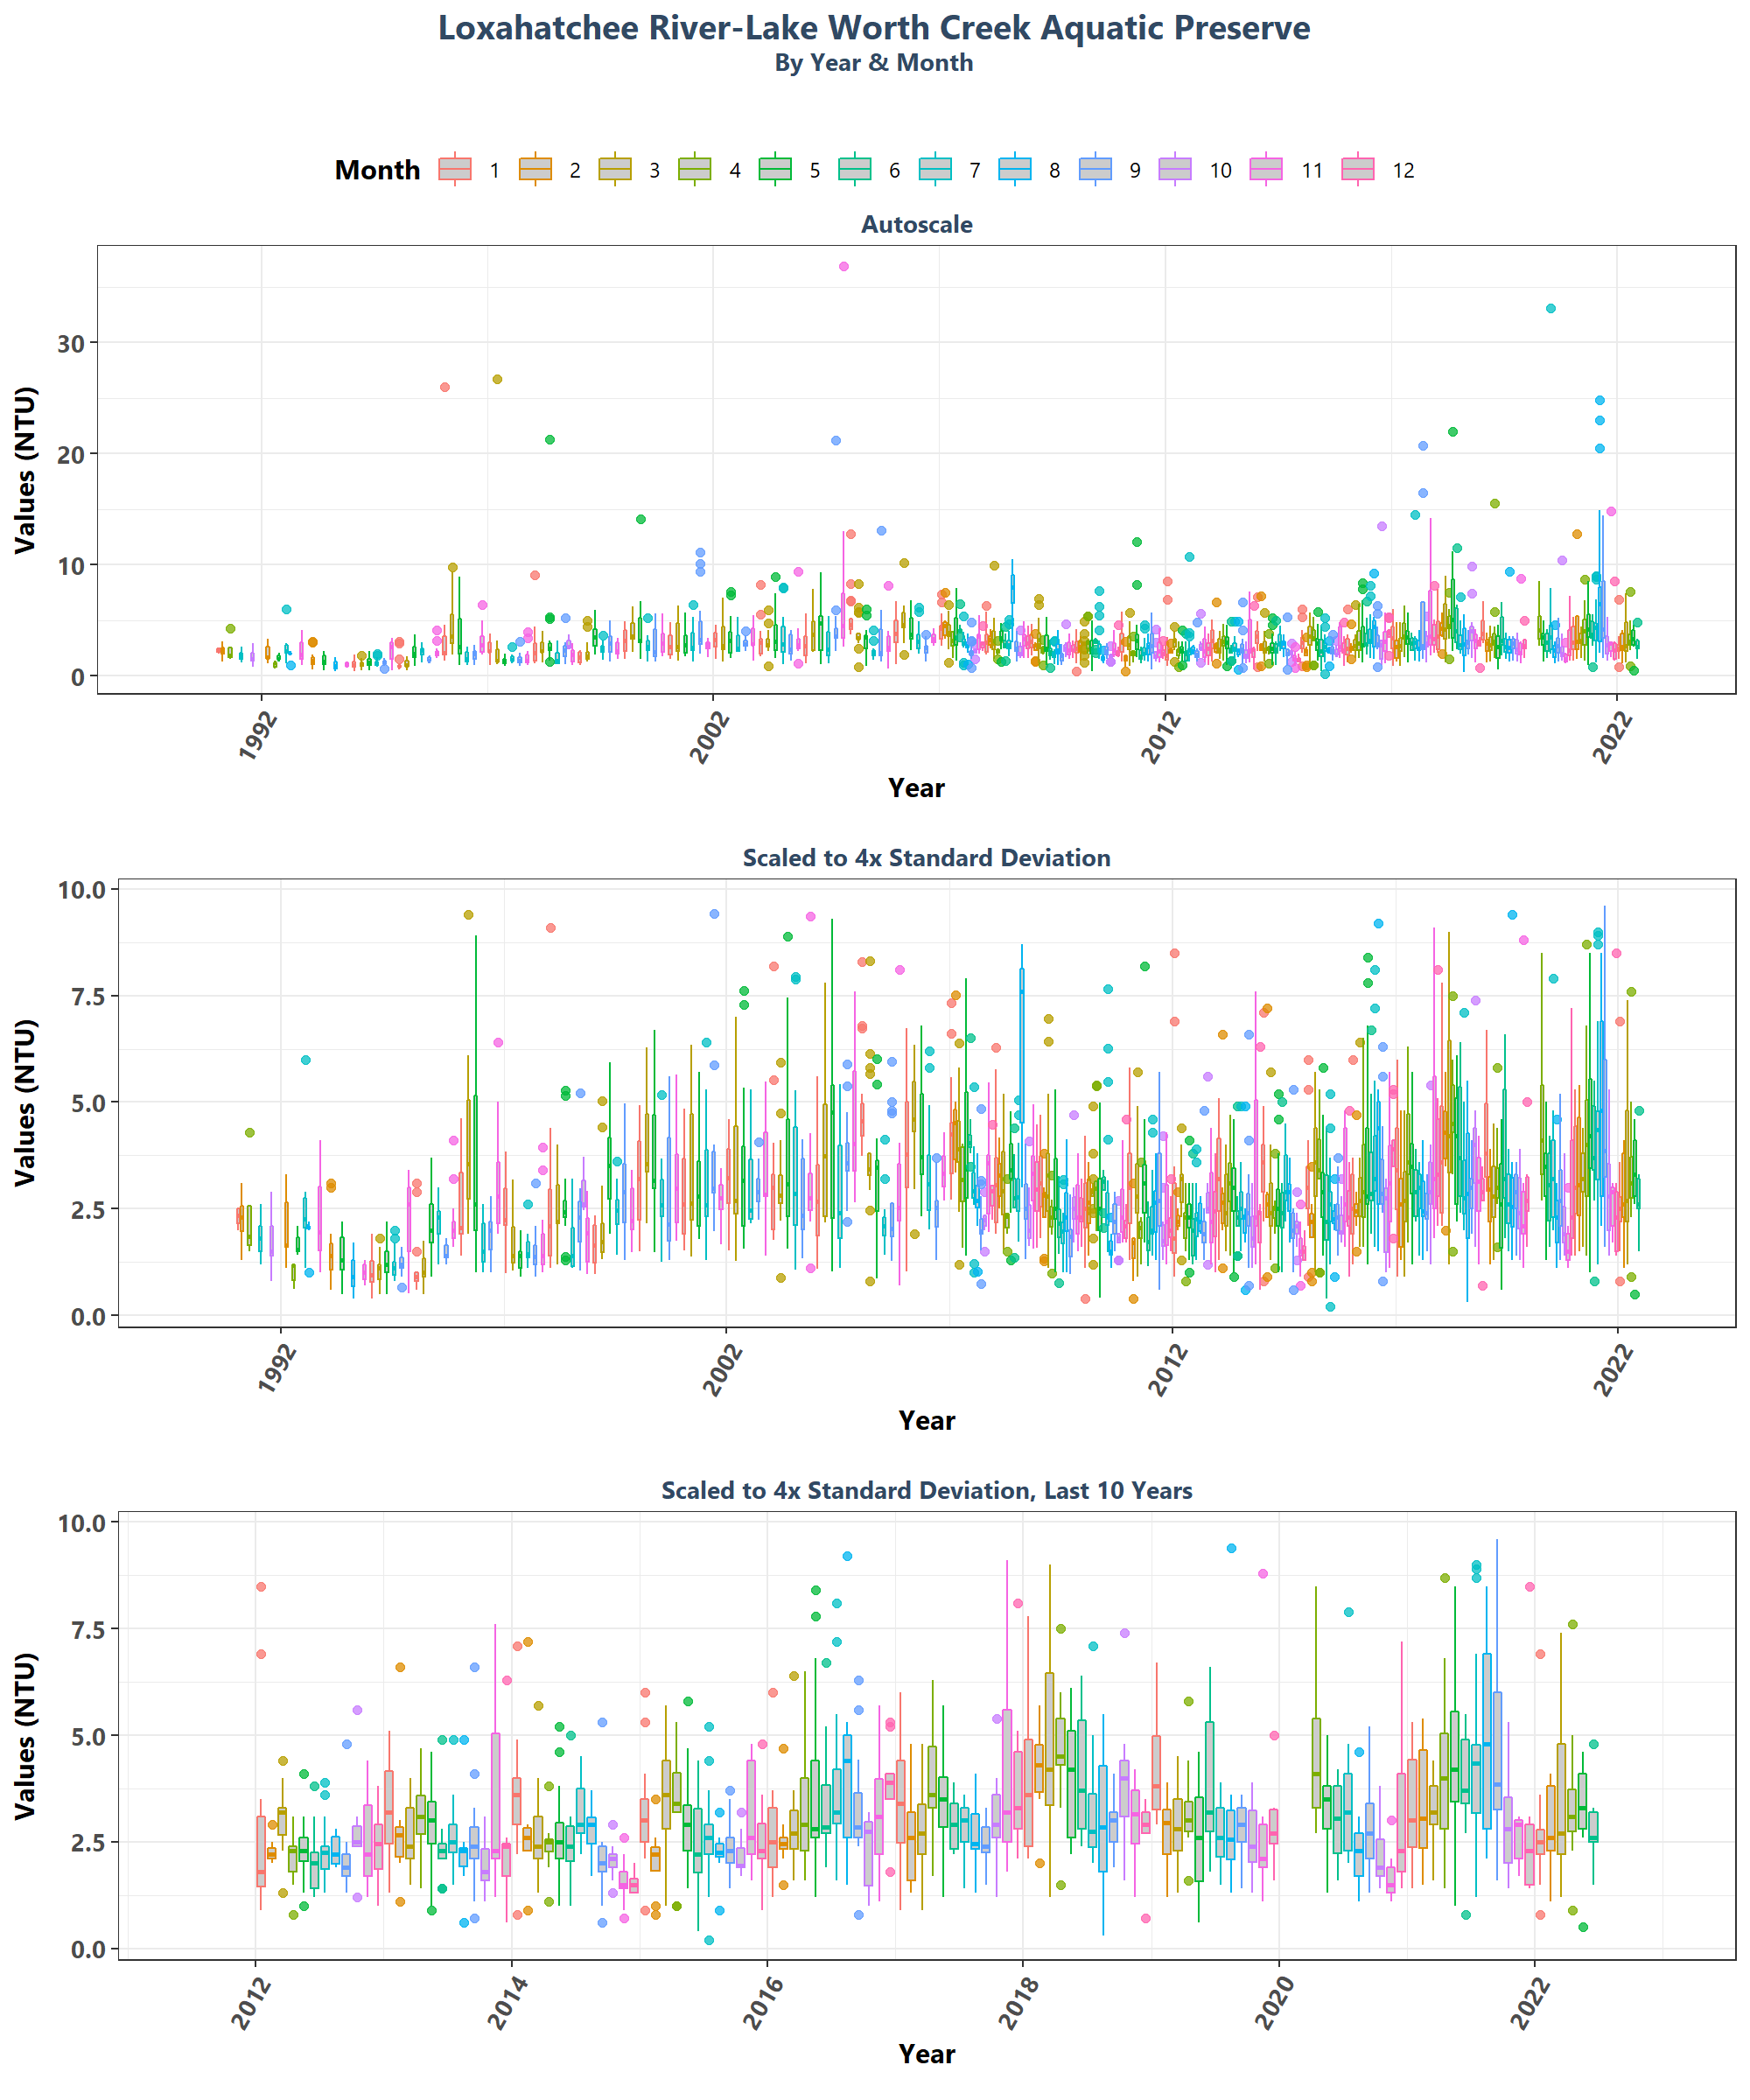 Loxahatchee River-Lake Worth Creek Aquatic Preserve
By Year & Month
Month 1 2 3 4 5 6 7 8 9 10 11 12
Autoscale
Values (NTU)
30
20
10
0
1992 2002 2012 2022
Year
Scaled to 4x Standard Deviation
Values (NTU)
10.0
7.5
5.0
2.5
0.0
1992 2002 2012 2022
Year
Scaled to 4x Standard Deviation, Last 10 Years
Values (NTU)
10.0
7.5
5.0
2.5
0.0
2012 2014 2016 2018 2020 2022
Year